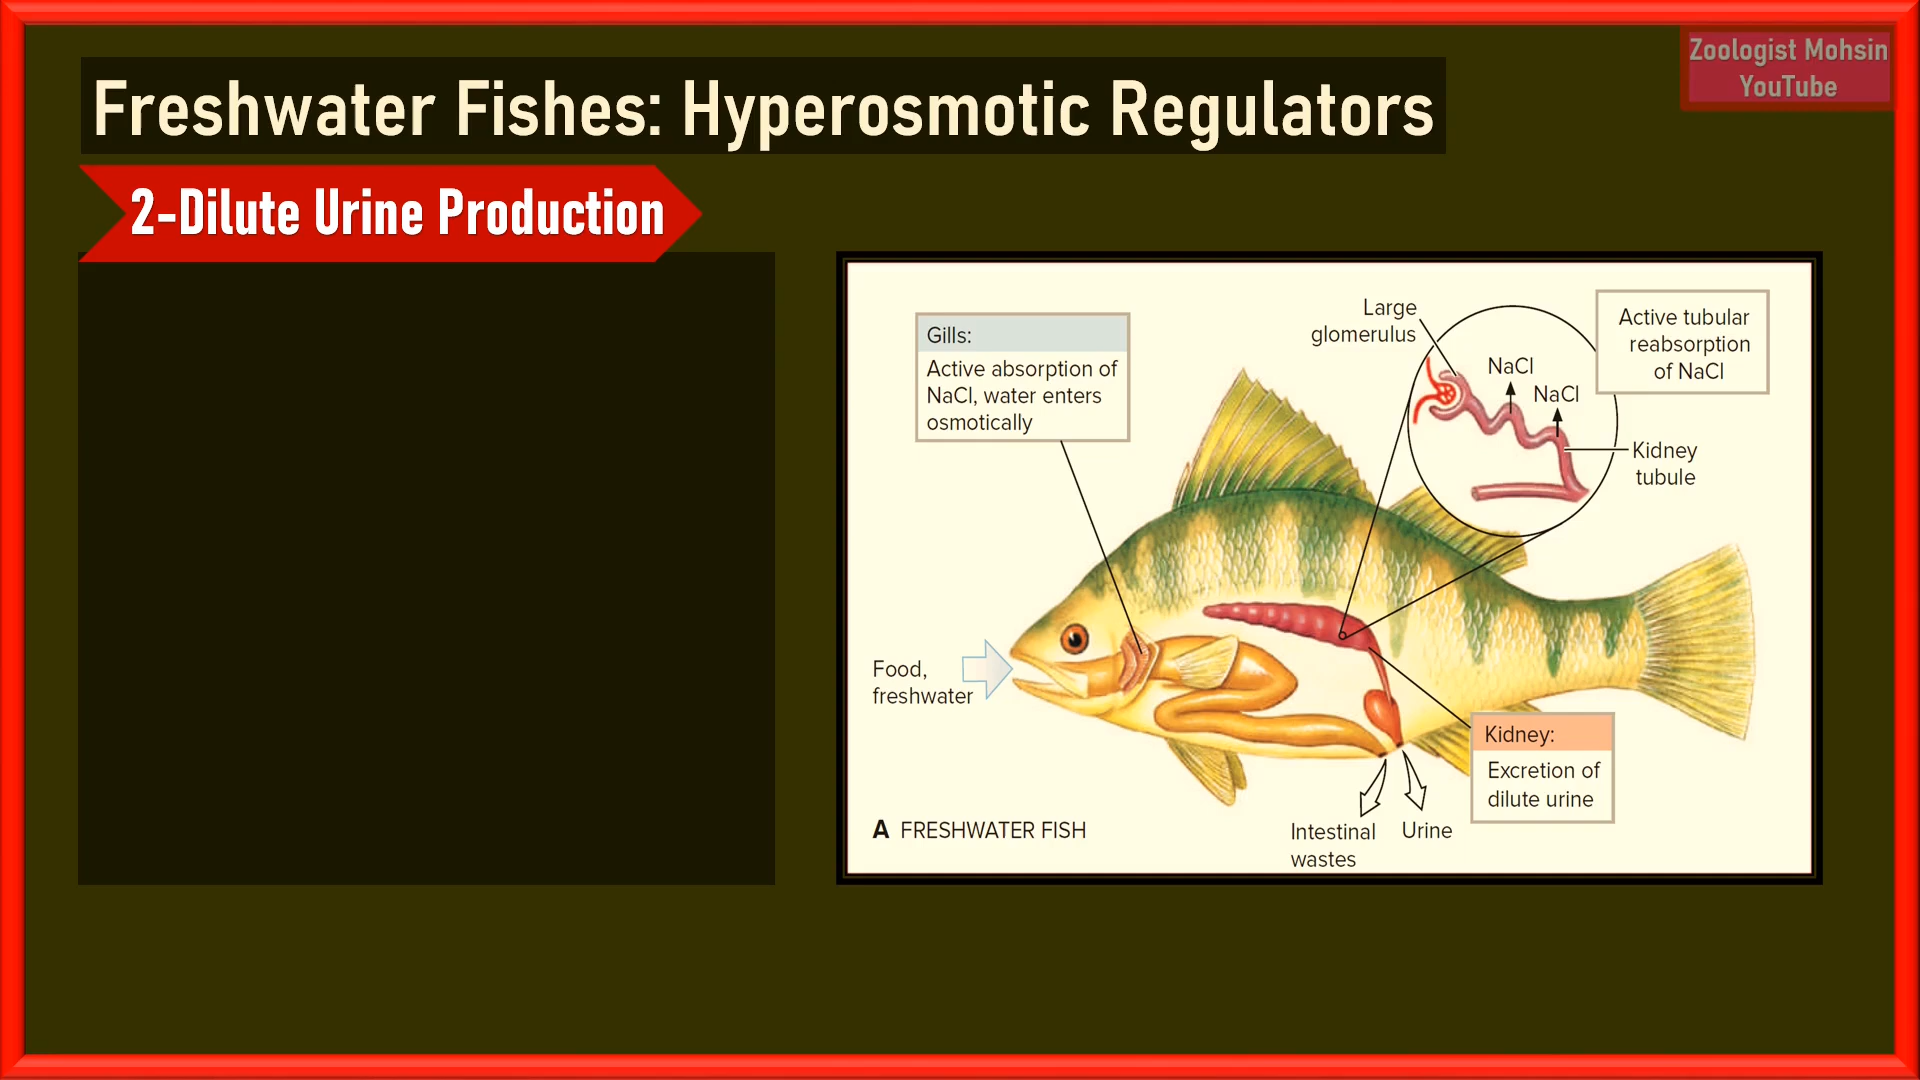 Freshwater Fishes: Hyperosmotic Regulators
Zoologist Mohsin
YouTube
2-Dilute Urine Production
Gills:
Active absorption of
NaCl, water enters
osmotically
Large
glomerulus
NaCl
NaCl
Active tubular
reabsorption
of NaCl
Kidney
tubule
Food,
freshwater
Kidney:
Excretion of
dilute urine
Intestinal
wastes
Urine
A FRESHWATER FISH